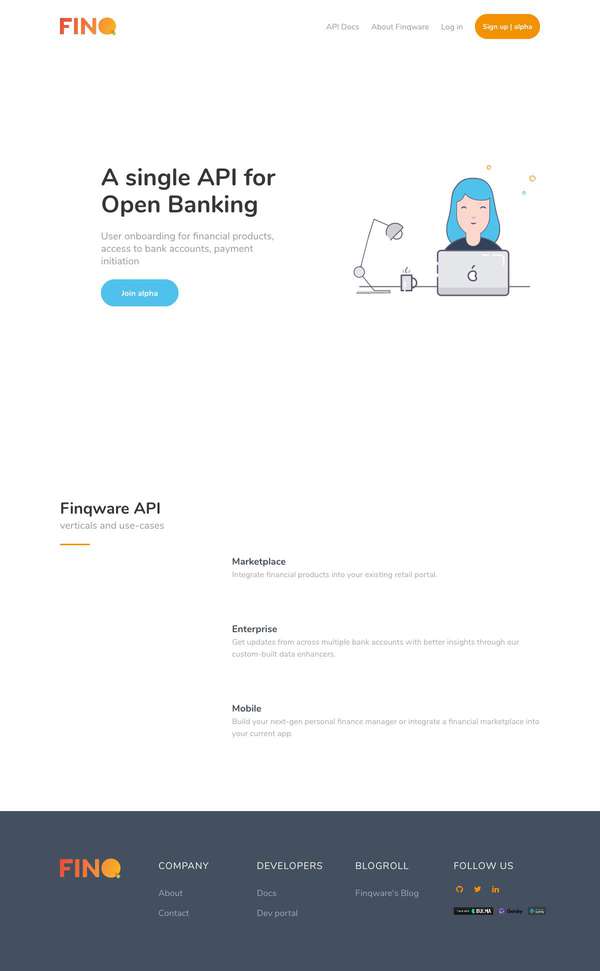 FINQ
API Docs
About Finqware
Log in
Sign up | alpha
A single API for
Open Banking
User onboarding for financial products,
access to bank accounts, payment
initiation
Join alpha
Finqware API
verticals and use-cases
Marketplace
Integrate financial products into your existing retail portal.
Enterprise
Get updates from across multiple bank accounts with better insights through our
custom-built data enhancers.
Mobile
Build your next-gen personal finance manager or integrate a financial marketplace into
your current app.
FINQ
COMPANY
About
Contact
DEVELOPERS
Docs
Dev portal
BLOGROLL
Finqware's Blog
FOLLOW US
BULMA
Gatsby